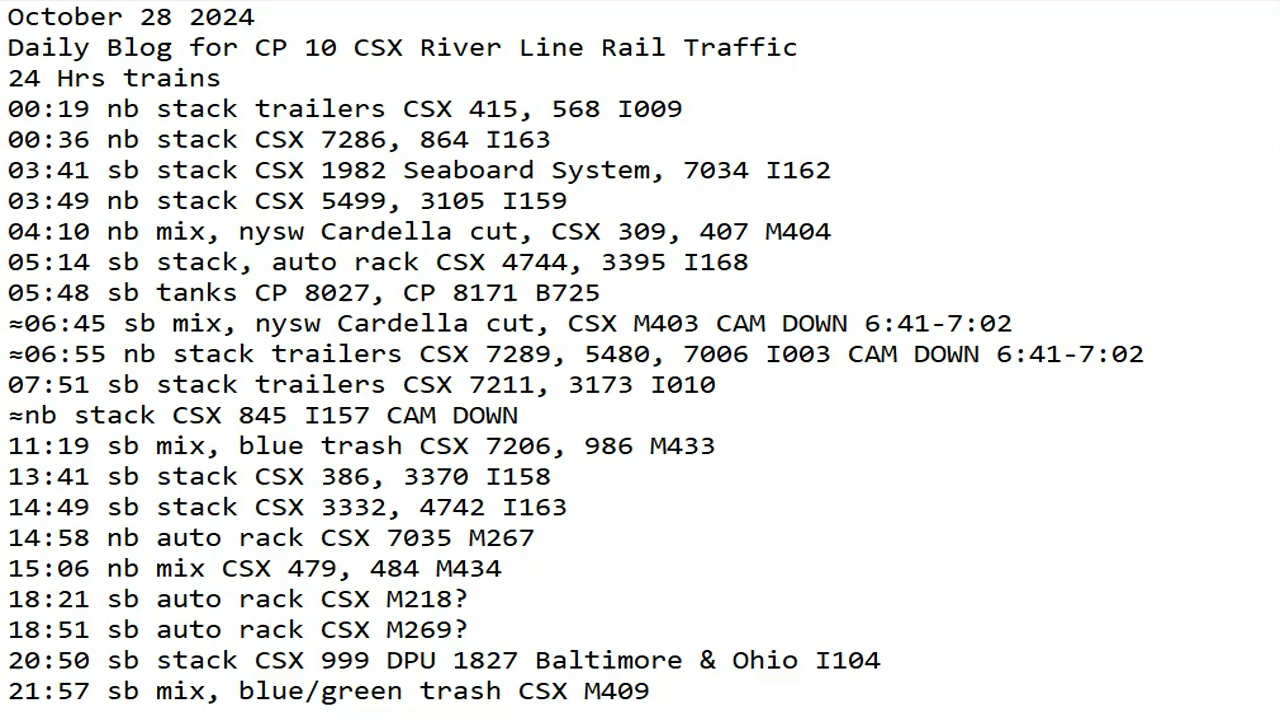 October 28 2024
Daily Blog for CP 10 CSX River Line Rail Traffic
24 Hrs trains
00:19 nb stack trailers CSX 415, 568 I009
00:36 nb stack CSX 7286, 864 I163
03:41 sb stack CSX 1982 Seaboard System, 7034 I162
03:49 nb stack CSX 5499, 3105 I159
04:10 nb mix, nysw Cardella cut, CSX 309, 407 M404
05:14 sb stack, auto rack CSX 4744, 3395 I168
05:48 sb tanks CP 8027, CP 8171 B725
≈06:45 sb mix, nysw Cardella cut, CSX M403 CAM DOWN 6:41-7:02
≈06:55 nb stack trailers CSX 7289, 5480, 7006 I003 CAM DOWN 6:41-7:02
07:51 sb stack trailers CSX 7211, 3173 I010
≈nb stack CSX 845 I157 CAM DOWN
11:19 sb mix, blue trash CSX 7206, 986 M433
13:41 sb stack CSX 386, 3370 I158
14:49 sb stack CSX 3332, 4742 I163
14:58 nb auto rack CSX 7035 M267
15:06 nb mix CSX 479, 484 M434
18:21 sb auto rack CSX M218?
18:51 sb auto rack CSX M269?
20:50 sb stack CSX 999 DPU 1827 Baltimore & Ohio I104
21:57 sb mix, blue/green trash CSX M409